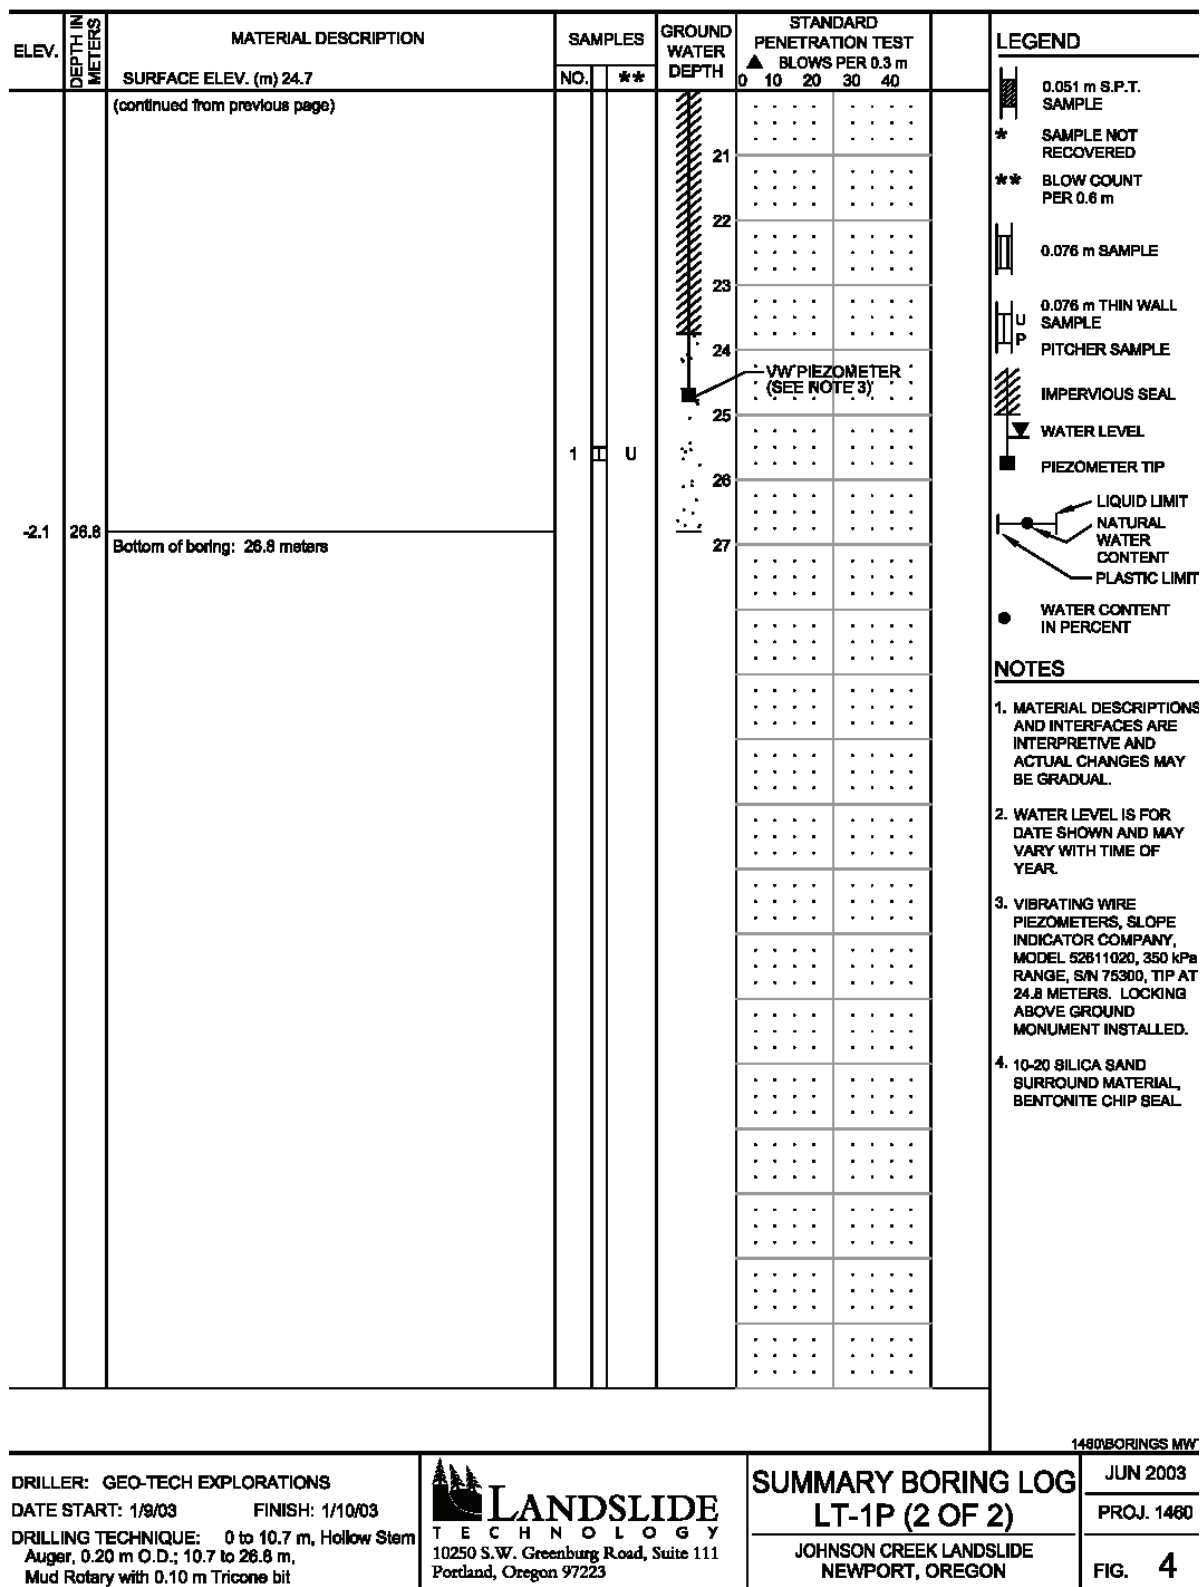 ELEV.
DEPTH IN
METERS
MATERIAL DESCRIPTION
SURFACE ELEV. (m) 24.7
SAMPLES
NO.
**
GROUND
WATER
DEPTH
STANDARD
PENETRATION TEST
▲ BLOWS PER 0.3 m
0 10 20 30 40
(continued from previous page)
21
22
23
24
VW PIEZOMETER
(SEE NOTE 3)
25
1 U
26
-2.1 26.8
Bottom of boring: 26.8 meters
27
LEGEND
0.051 m S.P.T.
SAMPLE
* SAMPLE NOT
RECOVERED
** BLOW COUNT
PER 0.6 m
0.076 m SAMPLE
0.076 m THIN WALL
U SAMPLE
P PITCHER SAMPLE
IMPERVIOUS SEAL
WATER LEVEL
PIEZOMETER TIP
LIQUID LIMIT
NATURAL
WATER
CONTENT
PLASTIC LIMIT
WATER CONTENT
IN PERCENT
NOTES
1. MATERIAL DESCRIPTIONS
AND INTERFACES ARE
INTERPRETIVE AND
ACTUAL CHANGES MAY
BE GRADUAL.
2. WATER LEVEL IS FOR
DATE SHOWN AND MAY
VARY WITH TIME OF
YEAR.
3. VIBRATING WIRE
PIEZOMETERS, SLOPE
INDICATOR COMPANY,
MODEL 52611020, 350 kPa
RANGE, S/N 75300, TIP AT
24.8 METERS. LOCKING
ABOVE GROUND
MONUMENT INSTALLED.
4. 10-20 SILICA SAND
SURROUND MATERIAL,
BENTONITE CHIP SEAL
1460\BORINGS MW
DRILLER: GEO-TECH EXPLORATIONS
DATE START: 1/9/03 FINISH: 1/10/03
DRILLING TECHNIQUE: 0 to 10.7 m, Hollow Stem
Auger, 0.20 m O.D.; 10.7 to 26.8 m,
Mud Rotary with 0.10 m Tricone bit
LANDSLIDE
TECHNOLOGY
10250 S.W. Greenburg Road, Suite 111
Portland, Oregon 97223
SUMMARY BORING LOG
LT-1P (2 OF 2)
JOHNSON CREEK LANDSLIDE
NEWPORT, OREGON
JUN 2003
PROJ. 1460
FIG. 4